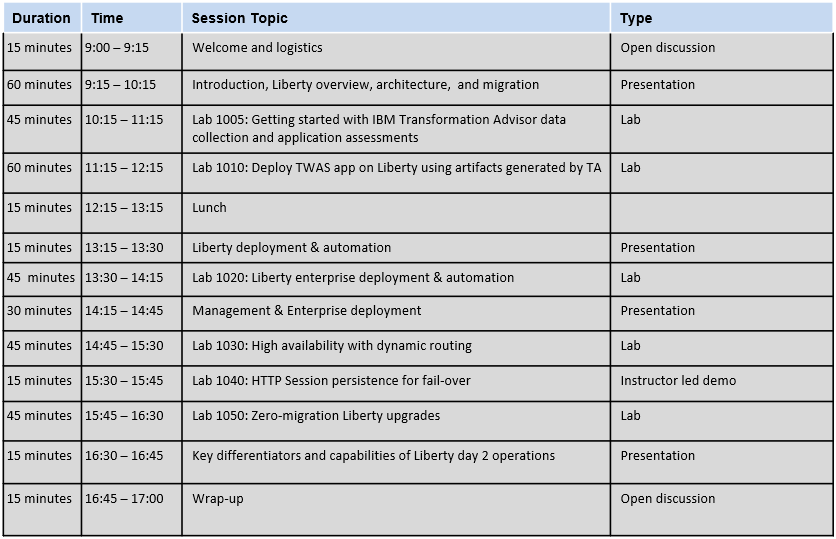 Duration Time Session Topic Type
15 minutes 9:00 – 9:15 Welcome and logistics Open discussion
60 minutes 9:15 – 10:15 Introduction, Liberty overview, architecture,  and migration Presentation
45 minutes 10:15 – 11:15 Lab 1005: Getting started with IBM Transformation Advisor data Lab
collection and application assessments
60 minutes 11:15 – 12:15 Lab 1010: Deploy TWAS app on Liberty using artifacts generated by TA Lab
15 minutes 12:15 – 13:15 Lunch
15 minutes 13:15 – 13:30 Liberty deployment & automation Presentation
45  minutes 13:30 – 14:15 Lab 1020: Liberty enterprise deployment & automation Lab
30 minutes 14:15 – 14:45 Management & Enterprise deployment Presentation
45 minutes 14:45 – 15:30 Lab 1030: High availability with dynamic routing Lab
15 minutes 15:30 – 15:45 Lab 1040: HTTP Session persistence for fail-over Instructor led demo
45 minutes 15:45 – 16:30 Lab 1050: Zero-migration Liberty upgrades Lab
15 minutes 16:30 – 16:45 Key differentiators and capabilities of Liberty day 2 operations Presentation
15 minutes 16:45 – 17:00 Wrap-up Open discussion